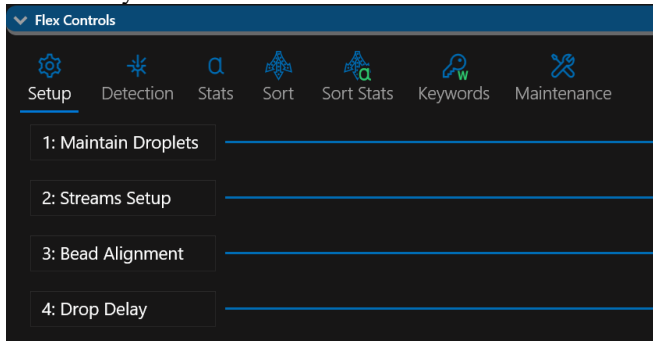 Flex Controls
Setup Detection Stats Sort Sort Stats Keywords Maintenance
1: Maintain Droplets
2: Streams Setup
3: Bead Alignment
4: Drop Delay